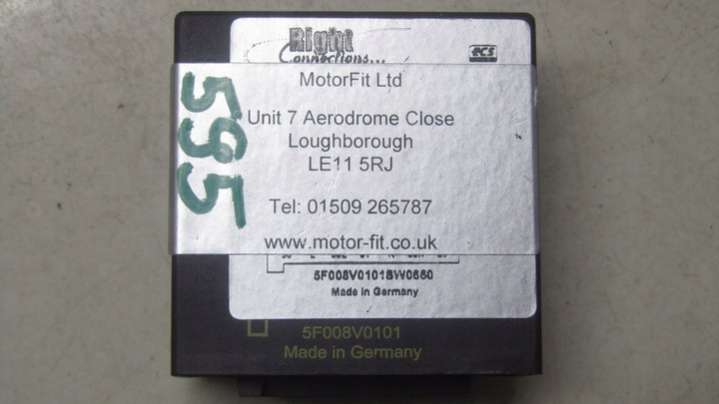 Right
Connections...
ecs
MotorFit Ltd
595
Unit 7 Aerodrome Close
Loughborough
LE11 5RJ
Tel: 01509 265787
www.motor-fit.co.uk
5F008V0101SW0660
Made in Germany
5F008V0101
Made in Germany